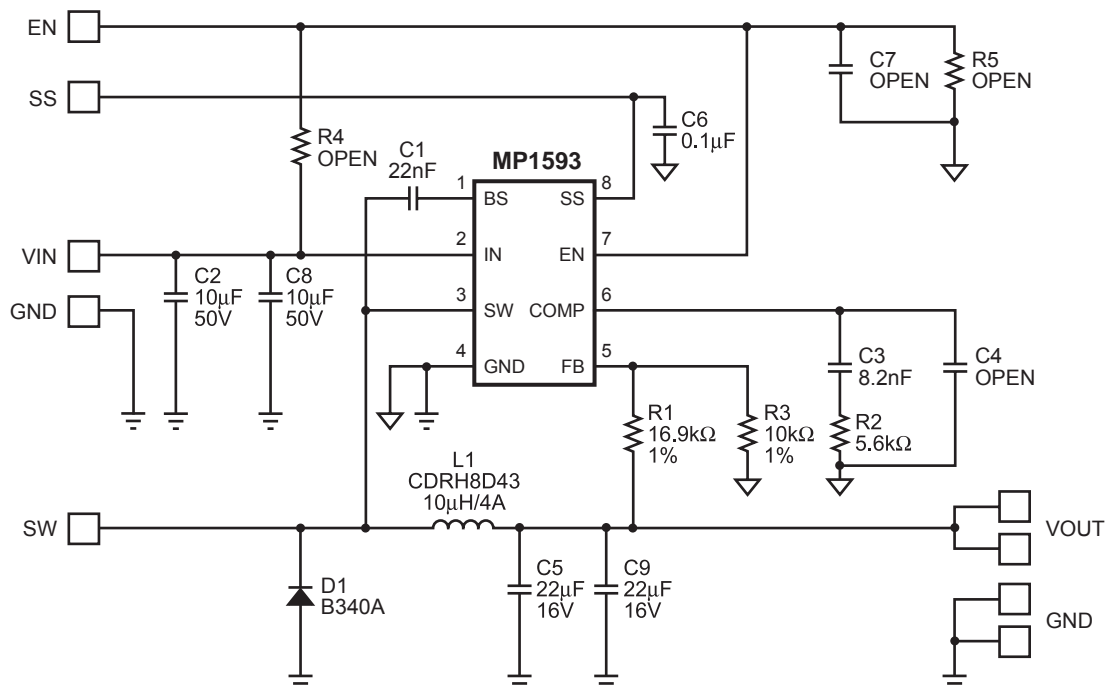 EN
SS
R4
OPEN
C1
22nF
MP1593
C6
0.1μF
C7
OPEN
R5
OPEN
1
BS
SS
8
VIN
2
IN
EN
7
C2
10μF
50V
C8
10μF
50V
GND
3
SW
COMP
6
4
GND
FB
5
C3
8.2nF
C4
OPEN
R1
16.9kΩ
1%
R3
10kΩ
1%
R2
5.6kΩ
L1
CDRH8D43
10μH/4A
SW
VOUT
D1
B340A
C5
22μF
16V
C9
22μF
16V
GND